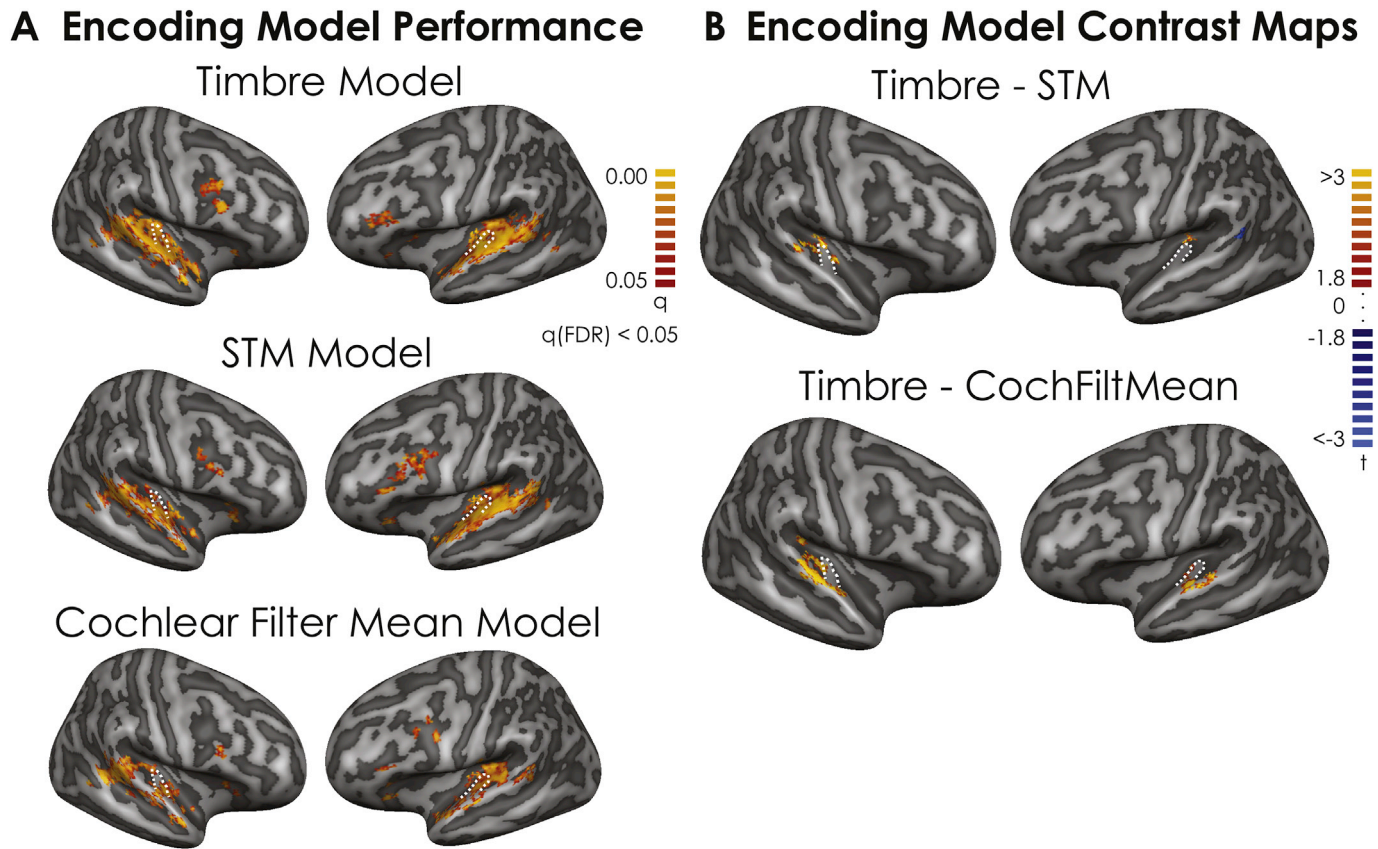 A Encoding Model Performance
Timbre Model
0.00
0.05
q
q(FDR) < 0.05
STM Model
Cochlear Filter Mean Model
B Encoding Model Contrast Maps
Timbre - STM
>3
1.8
0
-1.8
<-3
t
Timbre - CochFiltMean